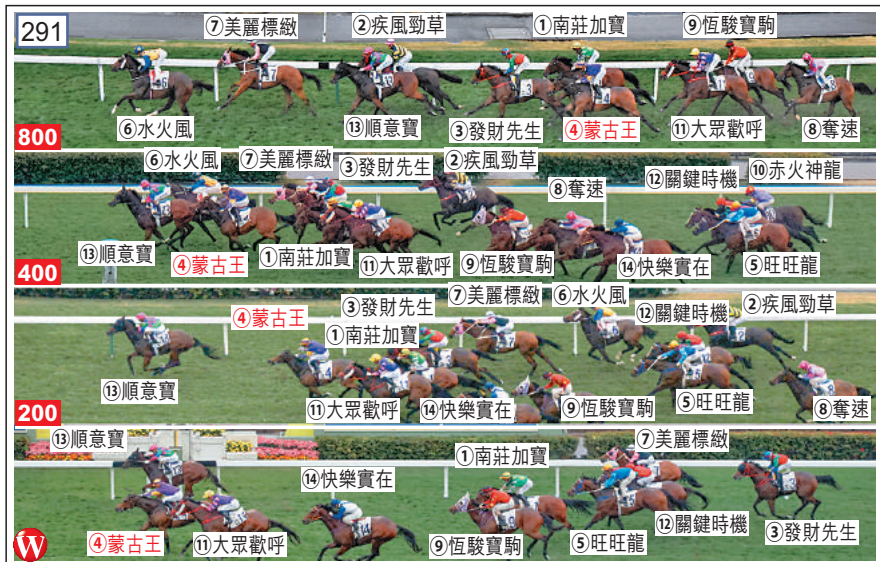 291
⑦美麗標緻 ②疾風勁草 ①南莊加寶 ⑨恆駿寶駒
800
⑥水火風 ⑬順意寶 ③發財先生 ④蒙古王 ⑪大眾歡呼 ⑧奪速
⑥水火風 ⑦美麗標緻 ③發財先生 ②疾風勁草 ⑧奪速 ⑫關鍵時機 ⑩赤火神龍
400
⑬順意寶 ④蒙古王 ①南莊加寶 ⑪大眾歡呼 ⑨恆駿寶駒 ⑭快樂實在 ⑤旺旺龍
④蒙古王 ③發財先生 ⑦美麗標緻 ⑥水火風 ⑫關鍵時機 ②疾風勁草
①南莊加寶
200
⑬順意寶 ⑪大眾歡呼 ⑭快樂實在 ⑨恆駿寶駒 ⑤旺旺龍 ⑧奪速
⑬順意寶 ⑭快樂實在 ①南莊加寶 ⑦美麗標緻
W
④蒙古王 ⑪大眾歡呼 ⑨恆駿寶駒 ⑤旺旺龍 ⑫關鍵時機 ③發財先生